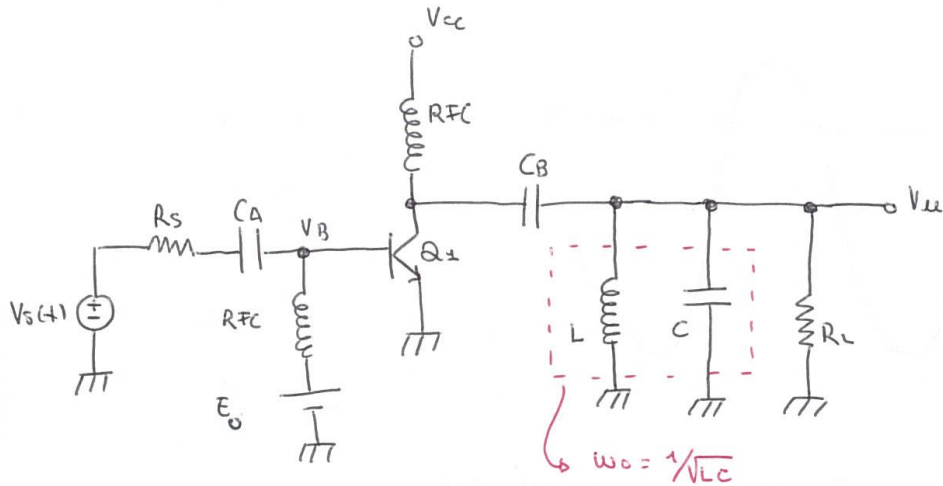 Vcc
RFC
CB
Rs
CA
VB
Q1
Vu
Vs(t)
±
RFC
L
C
RL
E0
ω0 = 1/√LC